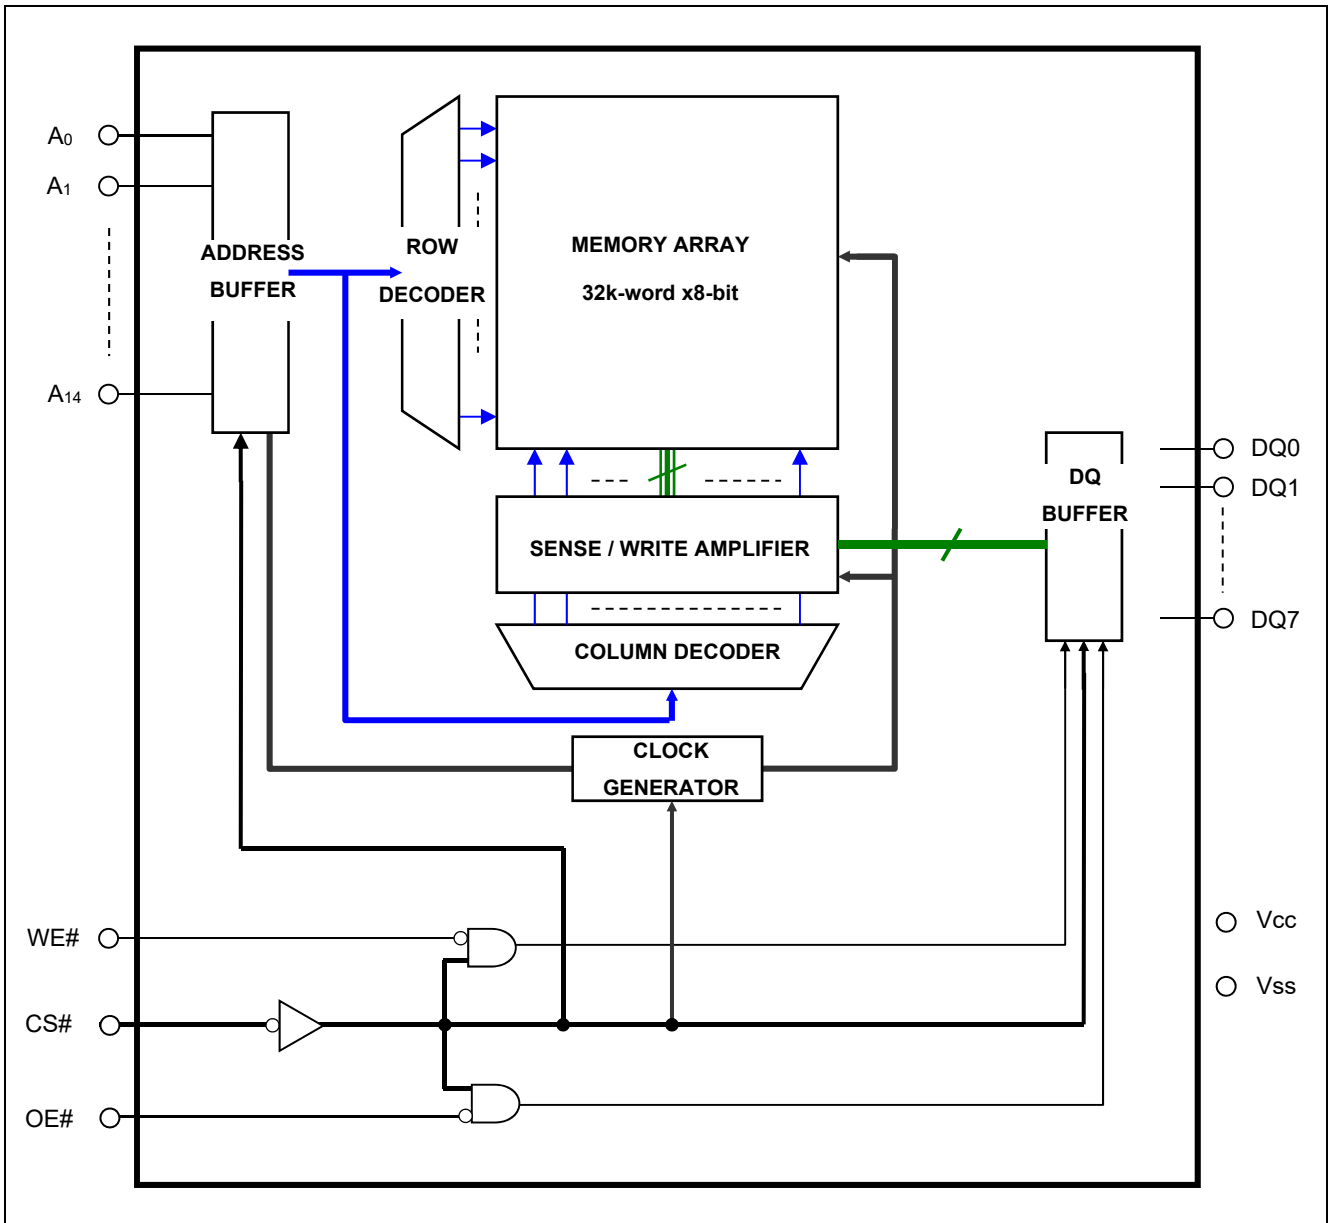 A0
A1
A14
ADDRESS
BUFFER
ROW
DECODER
MEMORY ARRAY
32k-word x8-bit
SENSE / WRITE AMPLIFIER
COLUMN DECODER
CLOCK
GENERATOR
DQ
BUFFER
DQ0
DQ1
DQ7
WE#
CS#
OE#
Vcc
Vss